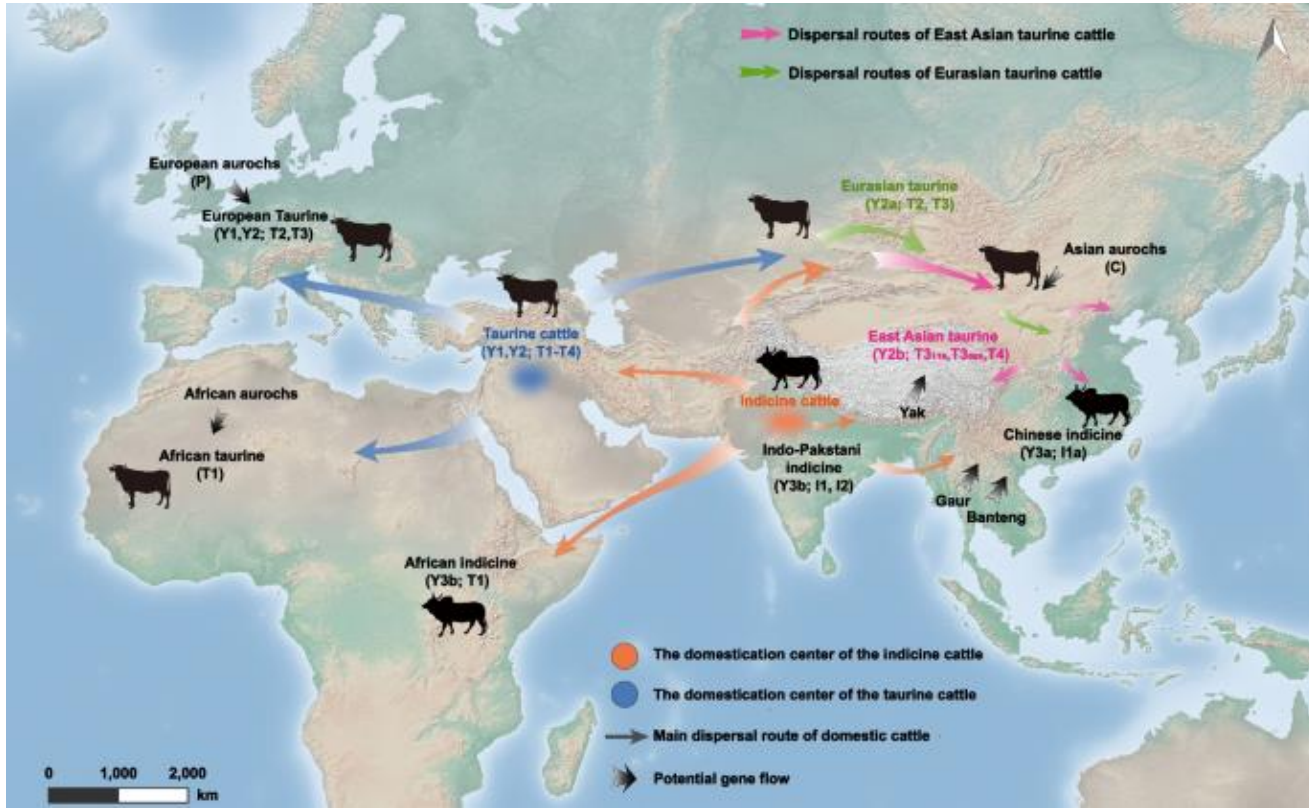 Dispersal routes of East Asian taurine cattle
Dispersal routes of Eurasian taurine cattle
European aurochs
(P)
European Taurine
(Y1,Y2; T2,T3)
Eurasian taurine
(Y2a; T2, T3)
Asian aurochs
(C)
Taurine cattle
(Y1,Y2; T1-T4)
East Asian taurine
(Y2b; T4)
African aurochs
African taurine
(T1)
Indicine cattle
Yak
Indo-Pakstani
indicine
(Y3b; I1, I2)
Chinese indicine
(Y3a; I1a)
Gaur
Banteng
African indicine
(Y3b; T1)
The domestication center of the indicine cattle
The domestication center of the taurine cattle
Main dispersal route of domestic cattle
Potential gene flow
0 1,000 2,000
km